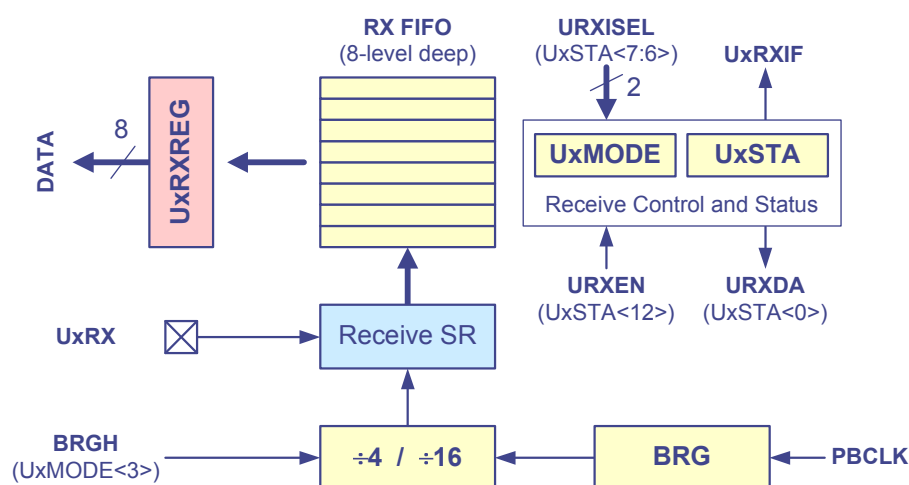 RX FIFO
(8-level deep)
URXISEL
(UxSTA<7:6>)
UxRXIF
2
DATA
8
UxRXREG
UxMODE
UxSTA
Receive Control and Status
URXEN
(UxSTA<12>)
URXDA
(UxSTA<0>)
UxRX
Receive SR
BRGH
(UxMODE<3>)
÷4 / ÷16
BRG
PBCLK